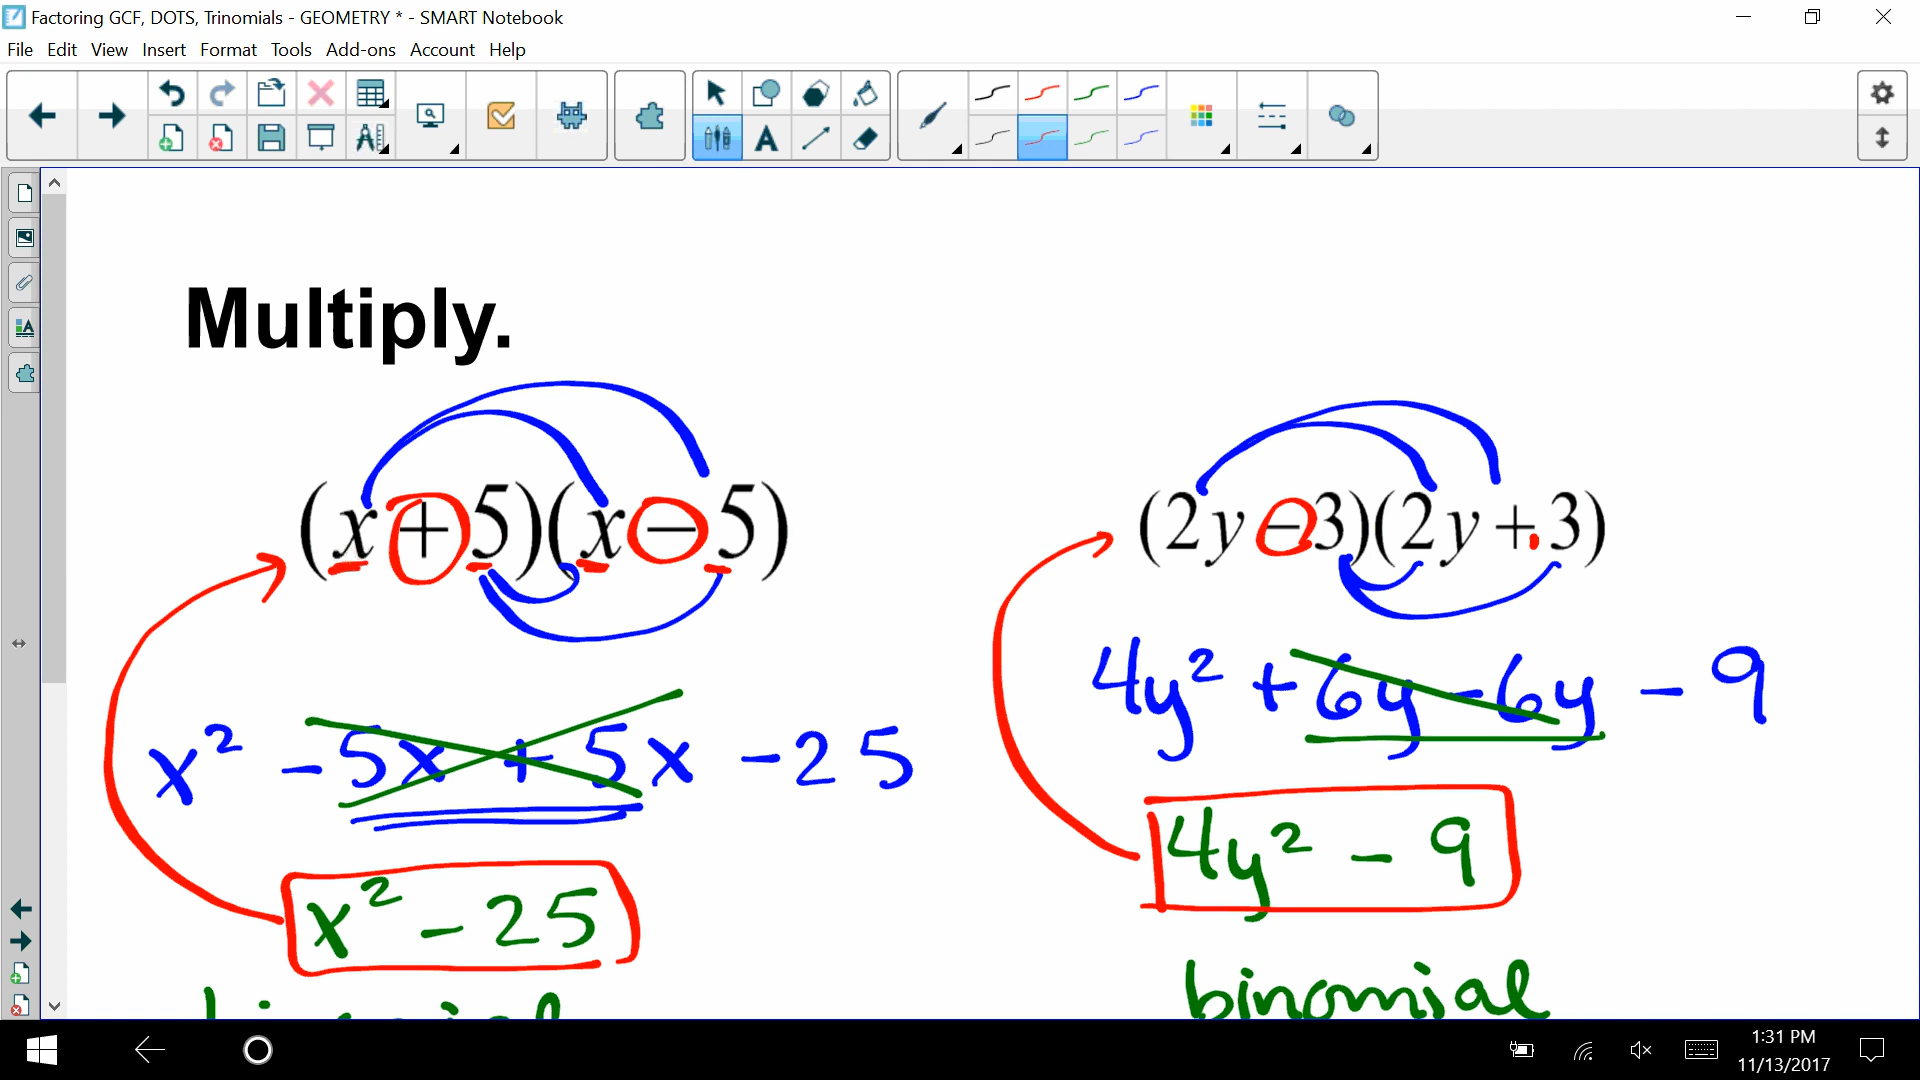 Factoring GCF, DOTS, Trinomials - GEOMETRY * - SMART Notebook
File Edit View Insert Format Tools Add-ons Account Help
Multiply.
(x + 5)(x − 5)
x² − 5x + 5x − 25
x² − 25
binomial
(2y − 3)(2y + 3)
4y² + 6y − 6y − 9
4y² − 9
binomial
1:31 PM
11/13/2017